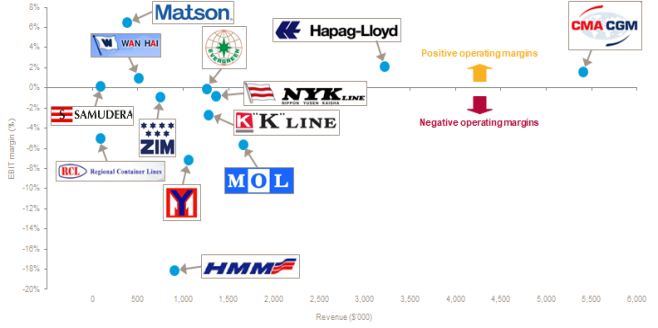 8%
6%
4%
2%
0%
-2%
-4%
-6%
-8%
-10%
-12%
-14%
-16%
-18%
-20%
EBIT margin (%)
Matson
WAN HAI
EVERGREEN
Hapag-Lloyd
CMA CGM
Positive operating margins
Negative operating margins
SAMUDERA
ZIM
NYK LINE
NIPPON YUSEN KAISHA
K "K" LINE
RCL Regional Container Lines
Y
MOL
HMM
0
500
1,000
1,500
2,000
2,500
3,000
3,500
4,000
4,500
5,000
5,500
6,000
Revenue ($'000)